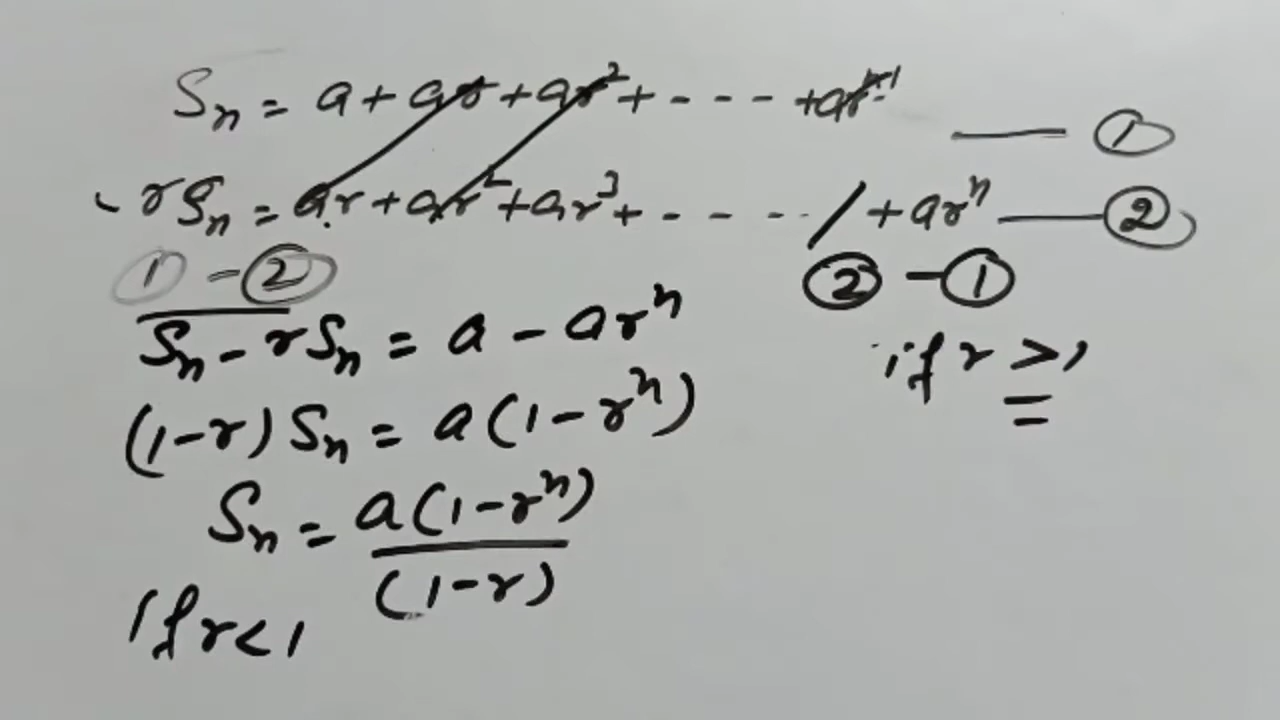 Sₙ = a + ar + ar² + - - - - + arⁿ⁻¹ —— ①
rSₙ = ar + ar² + ar³ + - - - - - / + arⁿ —— ②
① - ②
② - ①
Sₙ - rSₙ = a - arⁿ
if r > 1
(1-r) Sₙ = a (1 - rⁿ)
Sₙ = a (1 - rⁿ) / (1 - r)
If r < 1